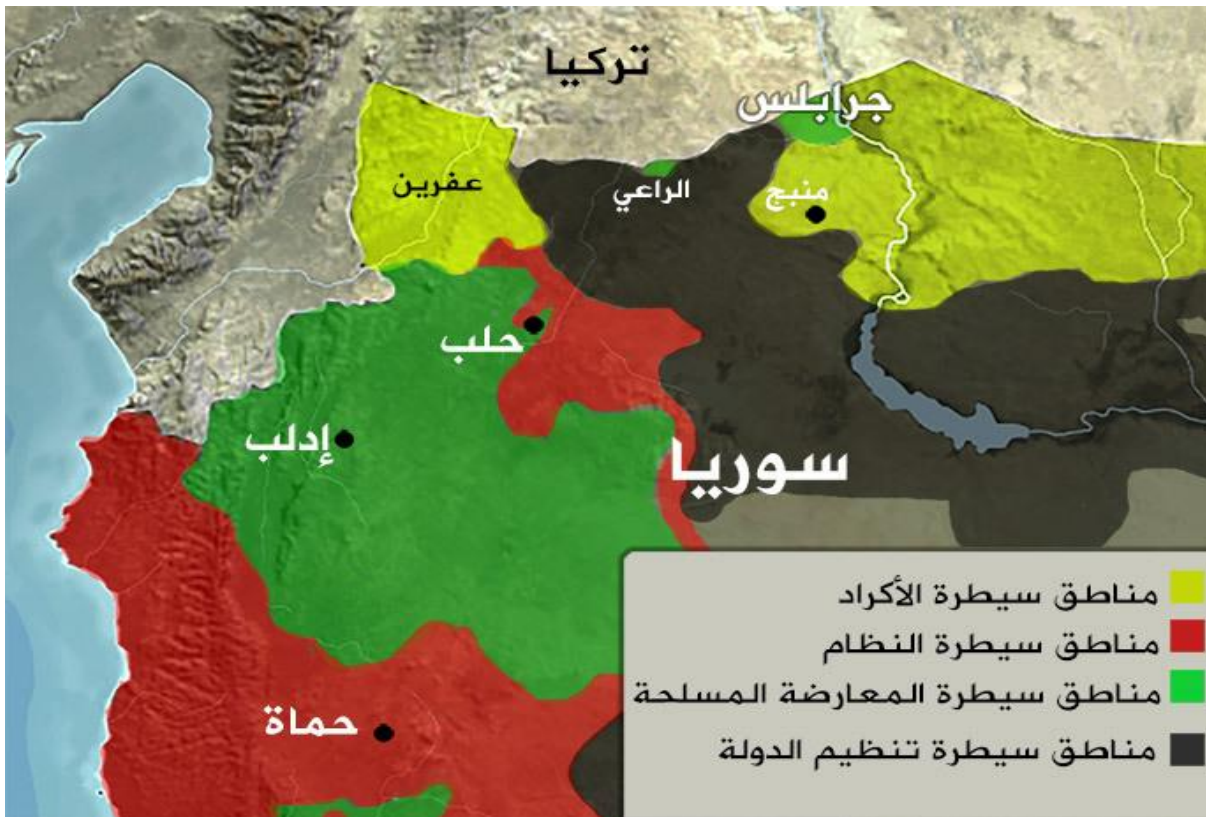 تركيا
جرابلس
عفرين
الراعي
منبج
حلب
إدلب
سوريا
حماة
مناطق سيطرة الأكراد
مناطق سيطرة النظام
مناطق سيطرة المعارضة المسلحة
مناطق سيطرة تنظيم الدولة